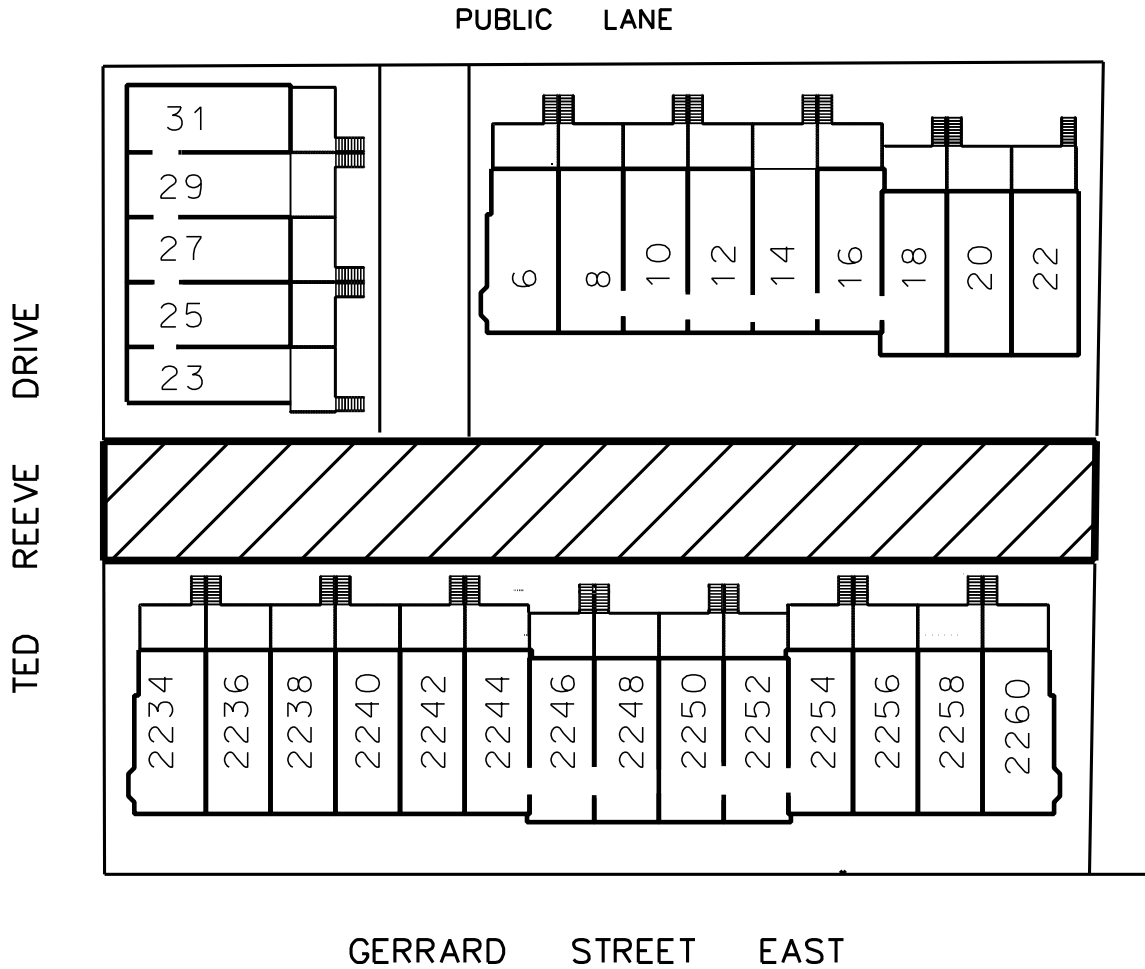 PUBLIC LANE
31
29
27
25
23
6 8 10 12 14 16 18 20 22
TED REEVE DRIVE
2234 2236 2238 2240 2242 2244 2246 2248 2250 2252 2254 2256 2258 2260
GERRARD STREET EAST